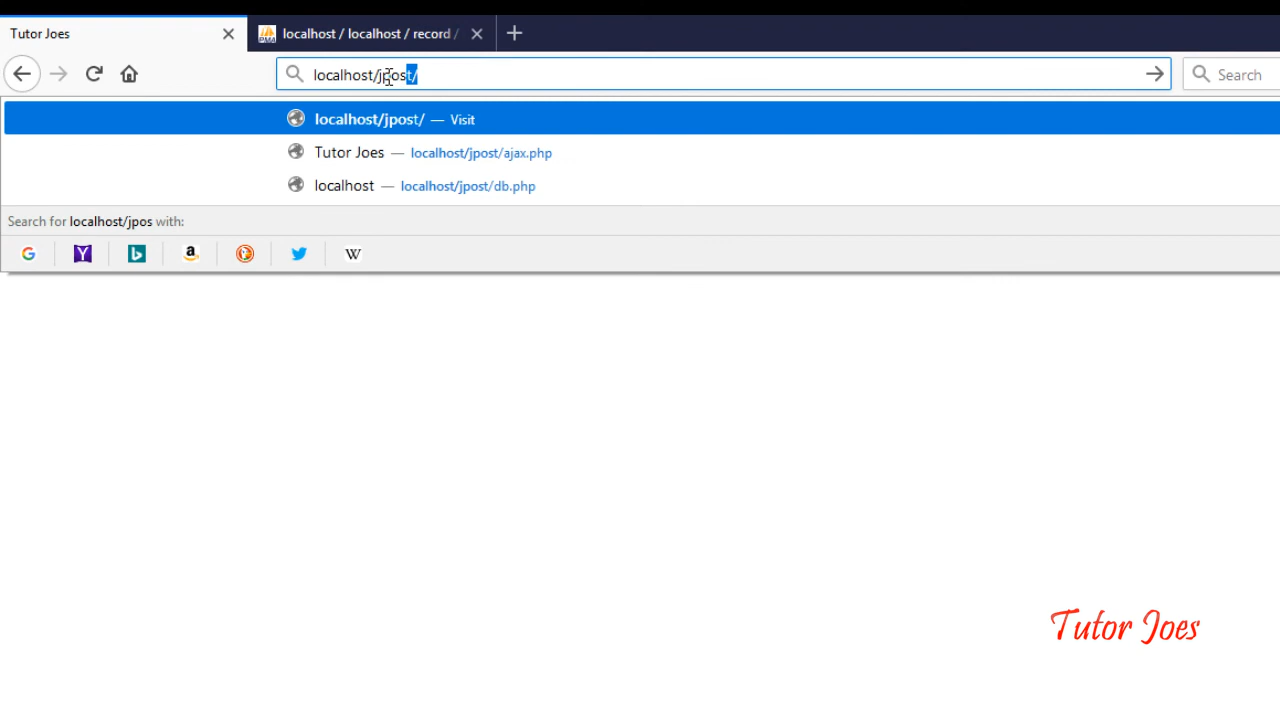 Tutor Joes
localhost / localhost / record /
localhost/jpost/
Search
localhost/jpost/ — Visit
Tutor Joes — localhost/jpost/ajax.php
localhost — localhost/jpost/db.php
Search for localhost/jpos with:
Tutor Joes